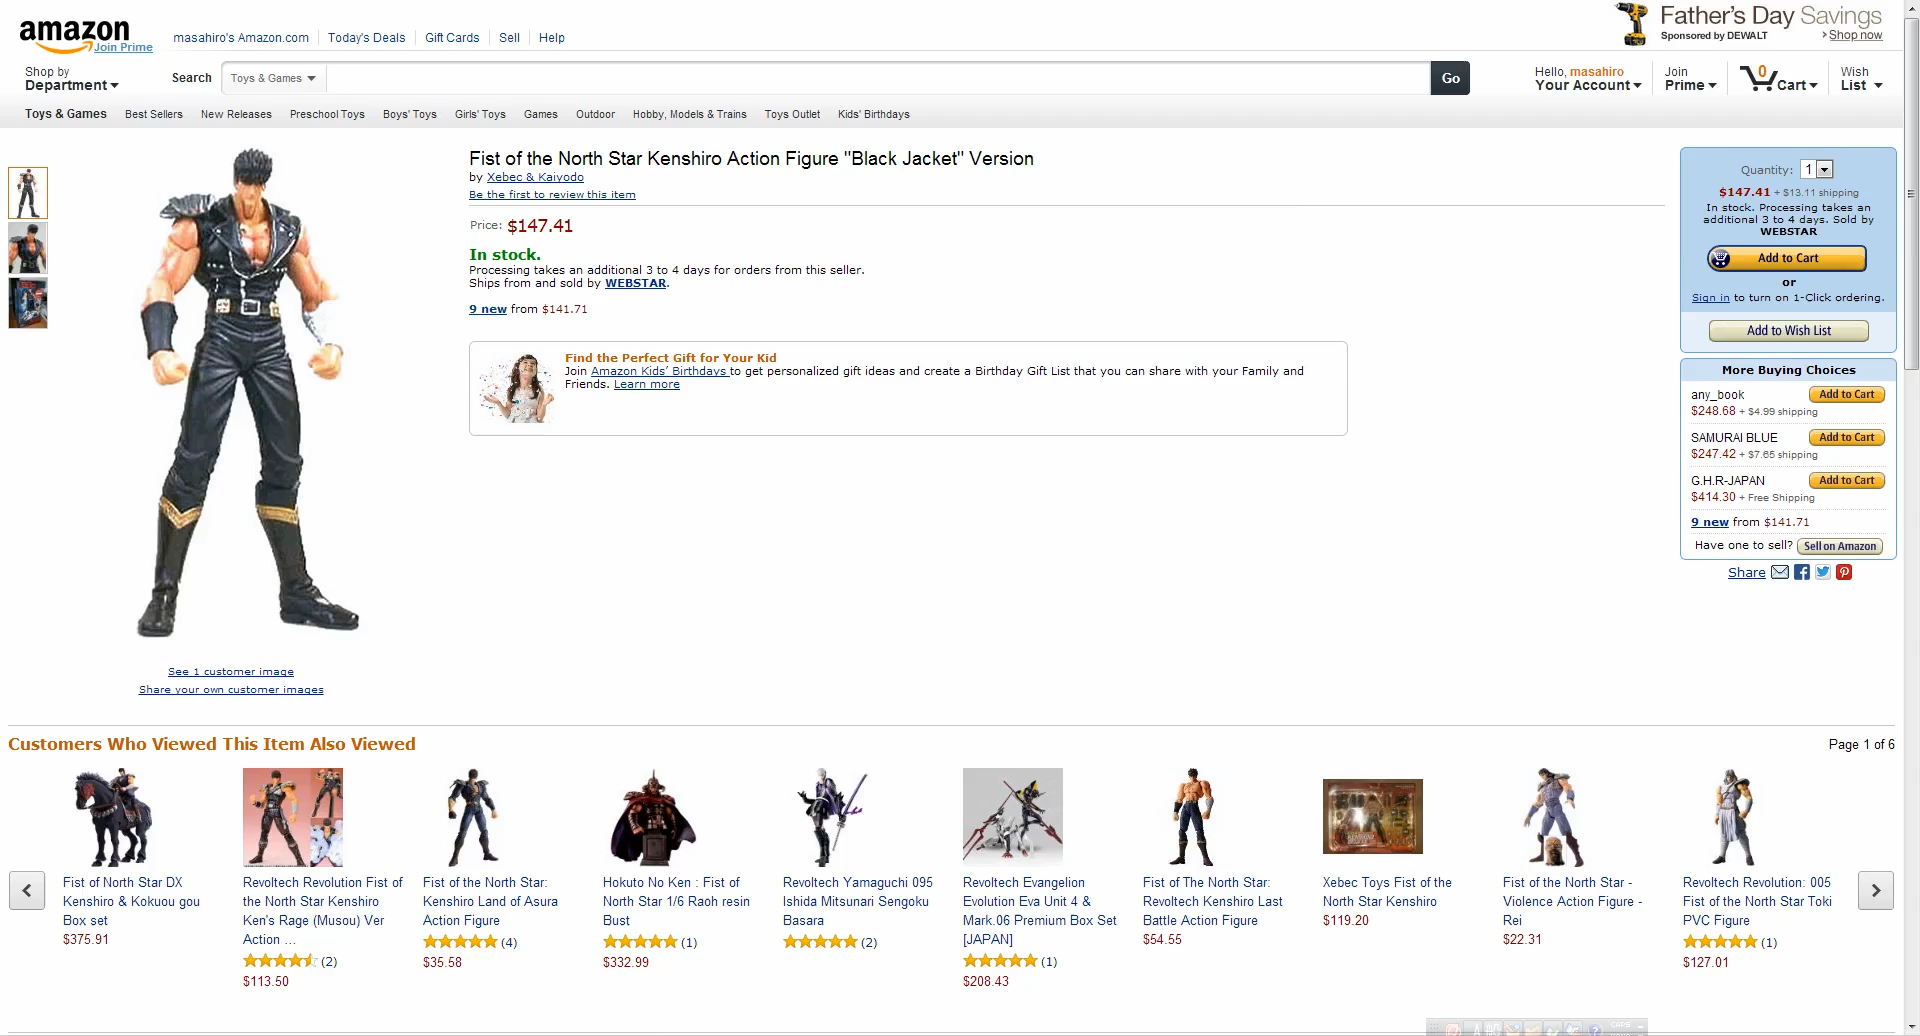 amazon
Join Prime
masahiro's Amazon.com
Today's Deals
Gift Cards
Sell
Help
Father's Day Savings
Sponsored by DEWALT
Shop now
Shop by
Department
Search
Toys & Games
Go
Hello, masahiro
Your Account
Join
Prime
0
Cart
Wish
List
Toys & Games
Best Sellers
New Releases
Preschool Toys
Boys' Toys
Girls' Toys
Games
Outdoor
Hobby, Models & Trains
Toys Outlet
Kids' Birthdays
Fist of the North Star Kenshiro Action Figure "Black Jacket" Version
by Xebec & Kaiyodo
Be the first to review this item
Price: $147.41
In stock.
Processing takes an additional 3 to 4 days for orders from this seller.
Ships from and sold by WEBSTAR.
9 new from $141.71
Find the Perfect Gift for Your Kid
Join Amazon Kids' Birthdays to get personalized gift ideas and create a Birthday Gift List that you can share with your Family and
Friends. Learn more
See 1 customer image
Share your own customer images
Quantity: 1
$147.41 + $13.11 shipping
In stock. Processing takes an
additional 3 to 4 days. Sold by
WEBSTAR
Add to Cart
or
Sign in to turn on 1-Click ordering.
Add to Wish List
More Buying Choices
any_book
Add to Cart
$248.68 + $4.99 shipping
SAMURAI BLUE
Add to Cart
$247.42 + $7.65 shipping
G.H.R-JAPAN
Add to Cart
$414.30 + Free Shipping
9 new from $141.71
Have one to sell? Sell on Amazon
Share
Customers Who Viewed This Item Also Viewed
Page 1 of 6
Fist of North Star DX
Kenshiro & Kokuou gou
Box set
$375.91
Revoltech Revolution Fist of
the North Star Kenshiro
Ken's Rage (Musou) Ver
Action ...
(2)
$113.50
Fist of the North Star:
Kenshiro Land of Asura
Action Figure
(4)
$35.58
Hokuto No Ken : Fist of
North Star 1/6 Raoh resin
Bust
(1)
$332.99
Revoltech Yamaguchi 095
Ishida Mitsunari Sengoku
Basara
(2)
Revoltech Evangelion
Evolution Eva Unit 4 &
Mark.06 Premium Box Set
[JAPAN]
(1)
$208.43
Fist of The North Star:
Revoltech Kenshiro Last
Battle Action Figure
$54.55
Xebec Toys Fist of the
North Star Kenshiro
$119.20
Fist of the North Star -
Violence Action Figure -
Rei
$22.31
Revoltech Revolution: 005
Fist of the North Star Toki
PVC Figure
(1)
$127.01